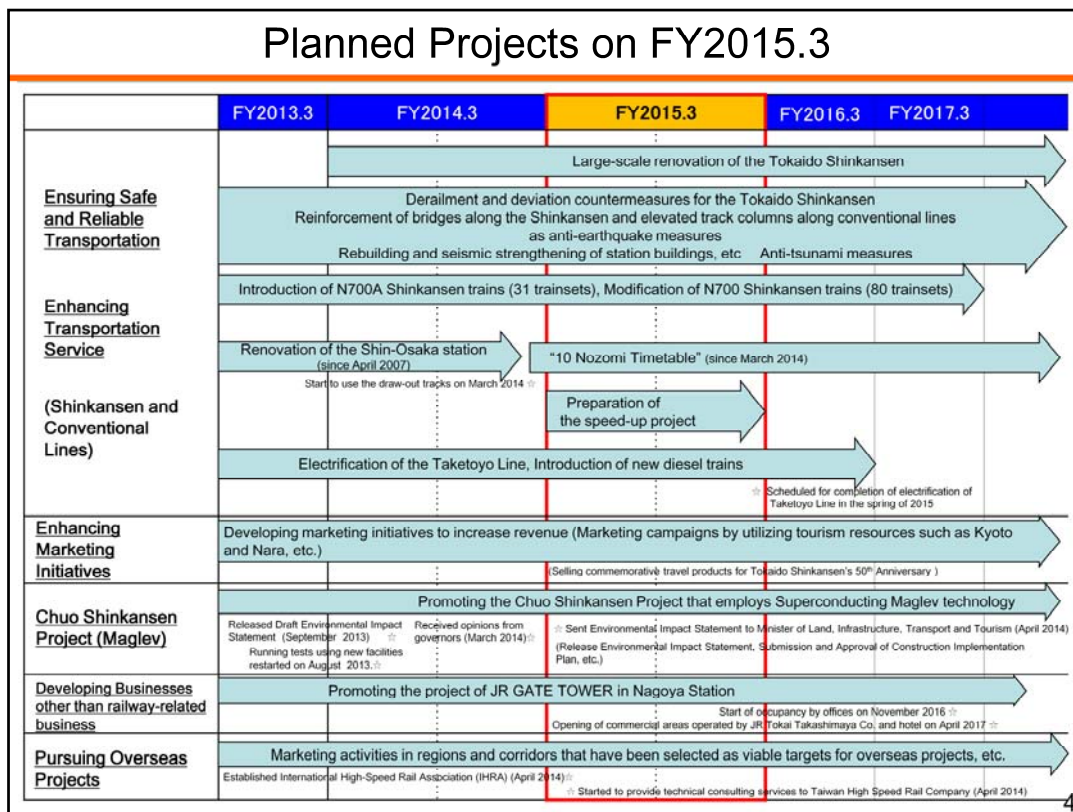 Planned Projects on FY2015.3
FY2013.3
FY2014.3
FY2015.3
FY2016.3
FY2017.3
Ensuring Safe
and Reliable
Transportation
Large-scale renovation of the Tokaido Shinkansen
Derailment and deviation countermeasures for the Tokaido Shinkansen
Reinforcement of bridges along the Shinkansen and elevated track columns along conventional lines
as anti-earthquake measures
Rebuilding and seismic strengthening of station buildings, etc Anti-tsunami measures
Enhancing
Transportation
Service
(Shinkansen and
Conventional
Lines)
Introduction of N700A Shinkansen trains (31 trainsets), Modification of N700 Shinkansen trains (80 trainsets)
Renovation of the Shin-Osaka station
(since April 2007)
Start to use the draw-out tracks on March 2014 ☆
“10 Nozomi Timetable” (since March 2014)
Preparation of
the speed-up project
Electrification of the Taketoyo Line, Introduction of new diesel trains
☆ Scheduled for completion of electrification of
Taketoyo Line in the spring of 2015
Enhancing
Marketing
Initiatives
Developing marketing initiatives to increase revenue (Marketing campaigns by utilizing tourism resources such as Kyoto
and Nara, etc.)
(Selling commemorative travel products for Tokaido Shinkansen's 50th Anniversary )
Chuo Shinkansen
Project (Maglev)
Promoting the Chuo Shinkansen Project that employs Superconducting Maglev technology
Released Draft Environmental Impact
Statement (September 2013) ☆
Running tests using new facilities
restarted on August 2013.☆
Received opinions from
governors (March 2014)☆
☆ Sent Environmental Impact Statement to Minister of Land, Infrastructure, Transport and Tourism (April 2014)
(Release Environmental Impact Statement, Submission and Approval of Construction Implementation
Plan, etc.)
Developing Businesses
other than railway-related
business
Promoting the project of JR GATE TOWER in Nagoya Station
Start of occupancy by offices on November 2016 ☆
Opening of commercial areas operated by JR Tokai Takashimaya Co. and hotel on April 2017 ☆
Pursuing Overseas
Projects
Marketing activities in regions and corridors that have been selected as viable targets for overseas projects, etc.
Established International High-Speed Rail Association (IHRA) (April 2014)☆
☆ Started to provide technical consulting services to Taiwan High Speed Rail Company (April 2014)
4